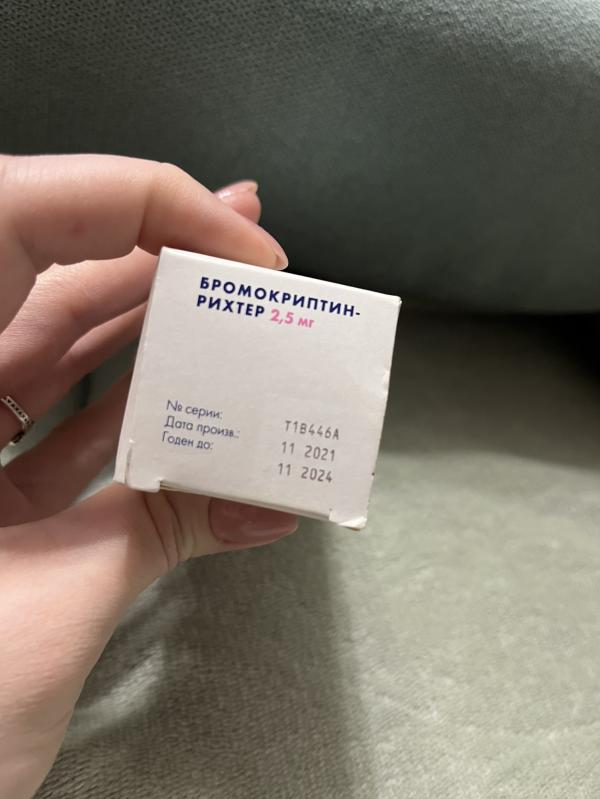 БРОМОКРИПТИН-
РИХТЕР 2,5 мг
№ серии: T1B446A
Дата произв.: 11 2021
Годен до: 11 2024